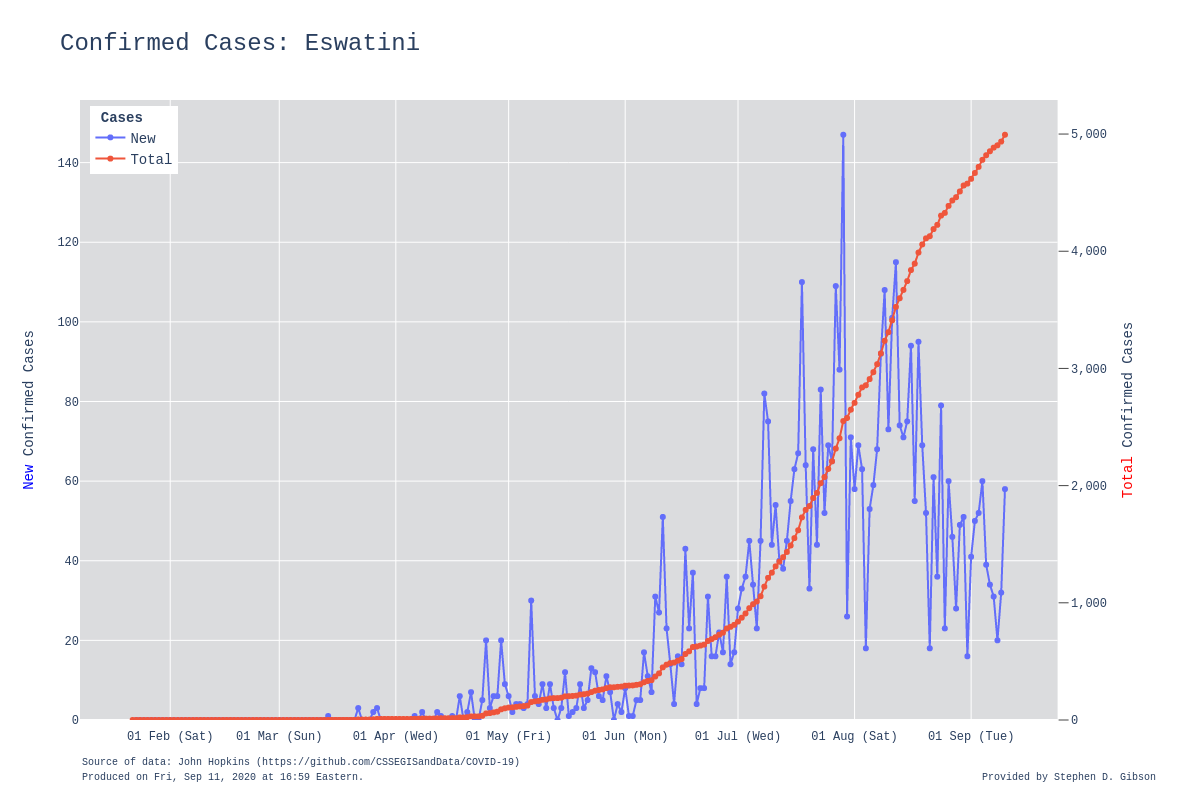 Confirmed Cases: Eswatini
Cases
New
Total
140
120
100
80
60
40
20
0
5,000
4,000
3,000
2,000
1,000
0
New Confirmed Cases
Total Confirmed Cases
01 Feb (Sat)
01 Mar (Sun)
01 Apr (Wed)
01 May (Fri)
01 Jun (Mon)
01 Jul (Wed)
01 Aug (Sat)
01 Sep (Tue)
Source of data: John Hopkins (https://github.com/CSSEGISandData/COVID-19)
Produced on Fri, Sep 11, 2020 at 16:59 Eastern.
Provided by Stephen D. Gibson